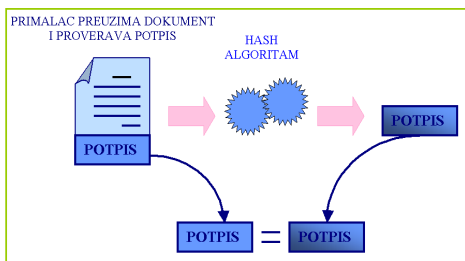 PRIMALAC PREUZIMA DOKUMENT
I PROVERAVA POTPIS
HASH
ALGORITAM
POTPIS
POTPIS
POTPIS = POTPIS